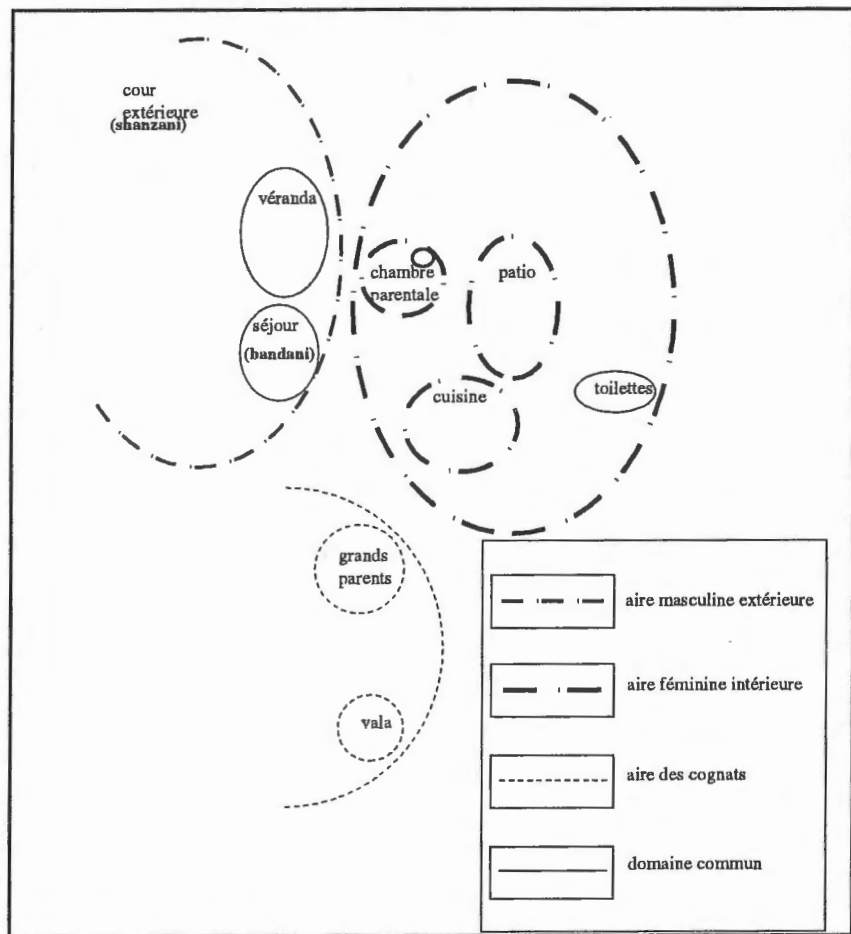 cour
extérieure
(shanzani)
véranda
chambre
parentale
patio
séjour
(bandani)
cuisine
toilettes
grands
parents
vala
aire masculine extérieure
aire féminine intérieure
aire des cognats
domaine commun